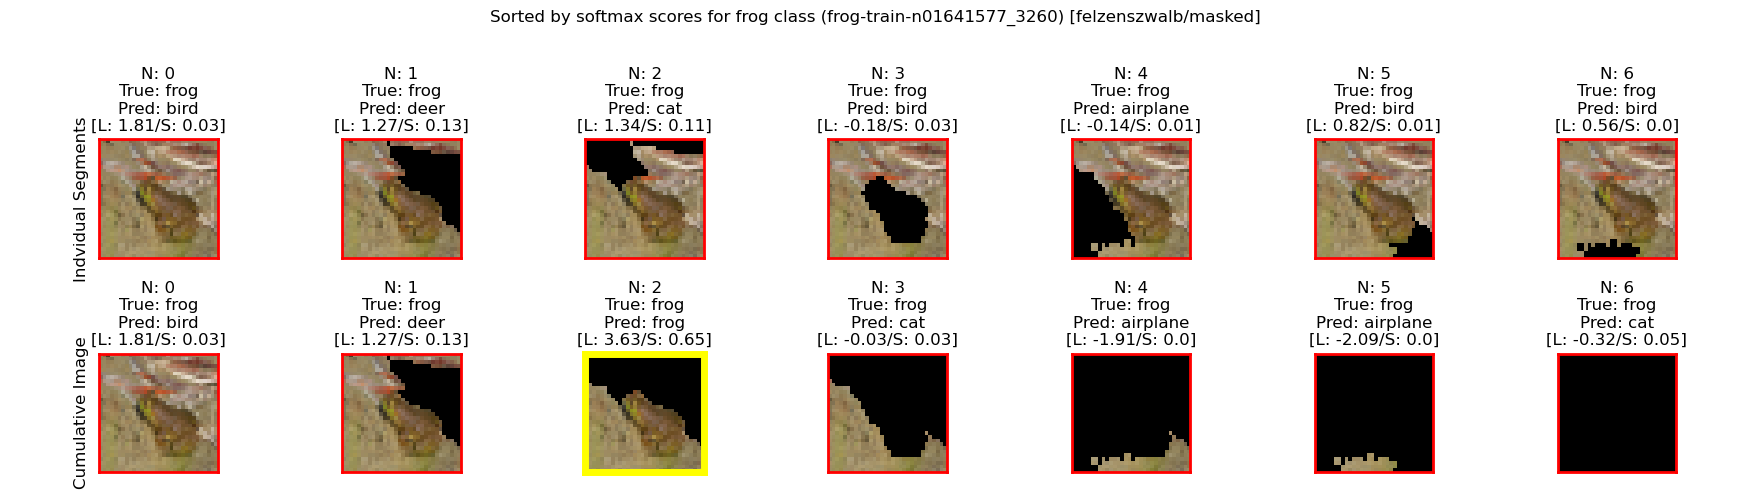 Sorted by softmax scores for frog class (frog-train-n01641577_3260) [felzenszwalb/masked]
Indvidual Segments
N: 0
True: frog
Pred: bird
[L: 1.81/S: 0.03]
N: 1
True: frog
Pred: deer
[L: 1.27/S: 0.13]
N: 2
True: frog
Pred: cat
[L: 1.34/S: 0.11]
N: 3
True: frog
Pred: bird
[L: -0.18/S: 0.03]
N: 4
True: frog
Pred: airplane
[L: -0.14/S: 0.01]
N: 5
True: frog
Pred: bird
[L: 0.82/S: 0.01]
N: 6
True: frog
Pred: bird
[L: 0.56/S: 0.0]
Cumulative Image
N: 0
True: frog
Pred: bird
[L: 1.81/S: 0.03]
N: 1
True: frog
Pred: deer
[L: 1.27/S: 0.13]
N: 2
True: frog
Pred: frog
[L: 3.63/S: 0.65]
N: 3
True: frog
Pred: cat
[L: -0.03/S: 0.03]
N: 4
True: frog
Pred: airplane
[L: -1.91/S: 0.0]
N: 5
True: frog
Pred: airplane
[L: -2.09/S: 0.0]
N: 6
True: frog
Pred: cat
[L: -0.32/S: 0.05]